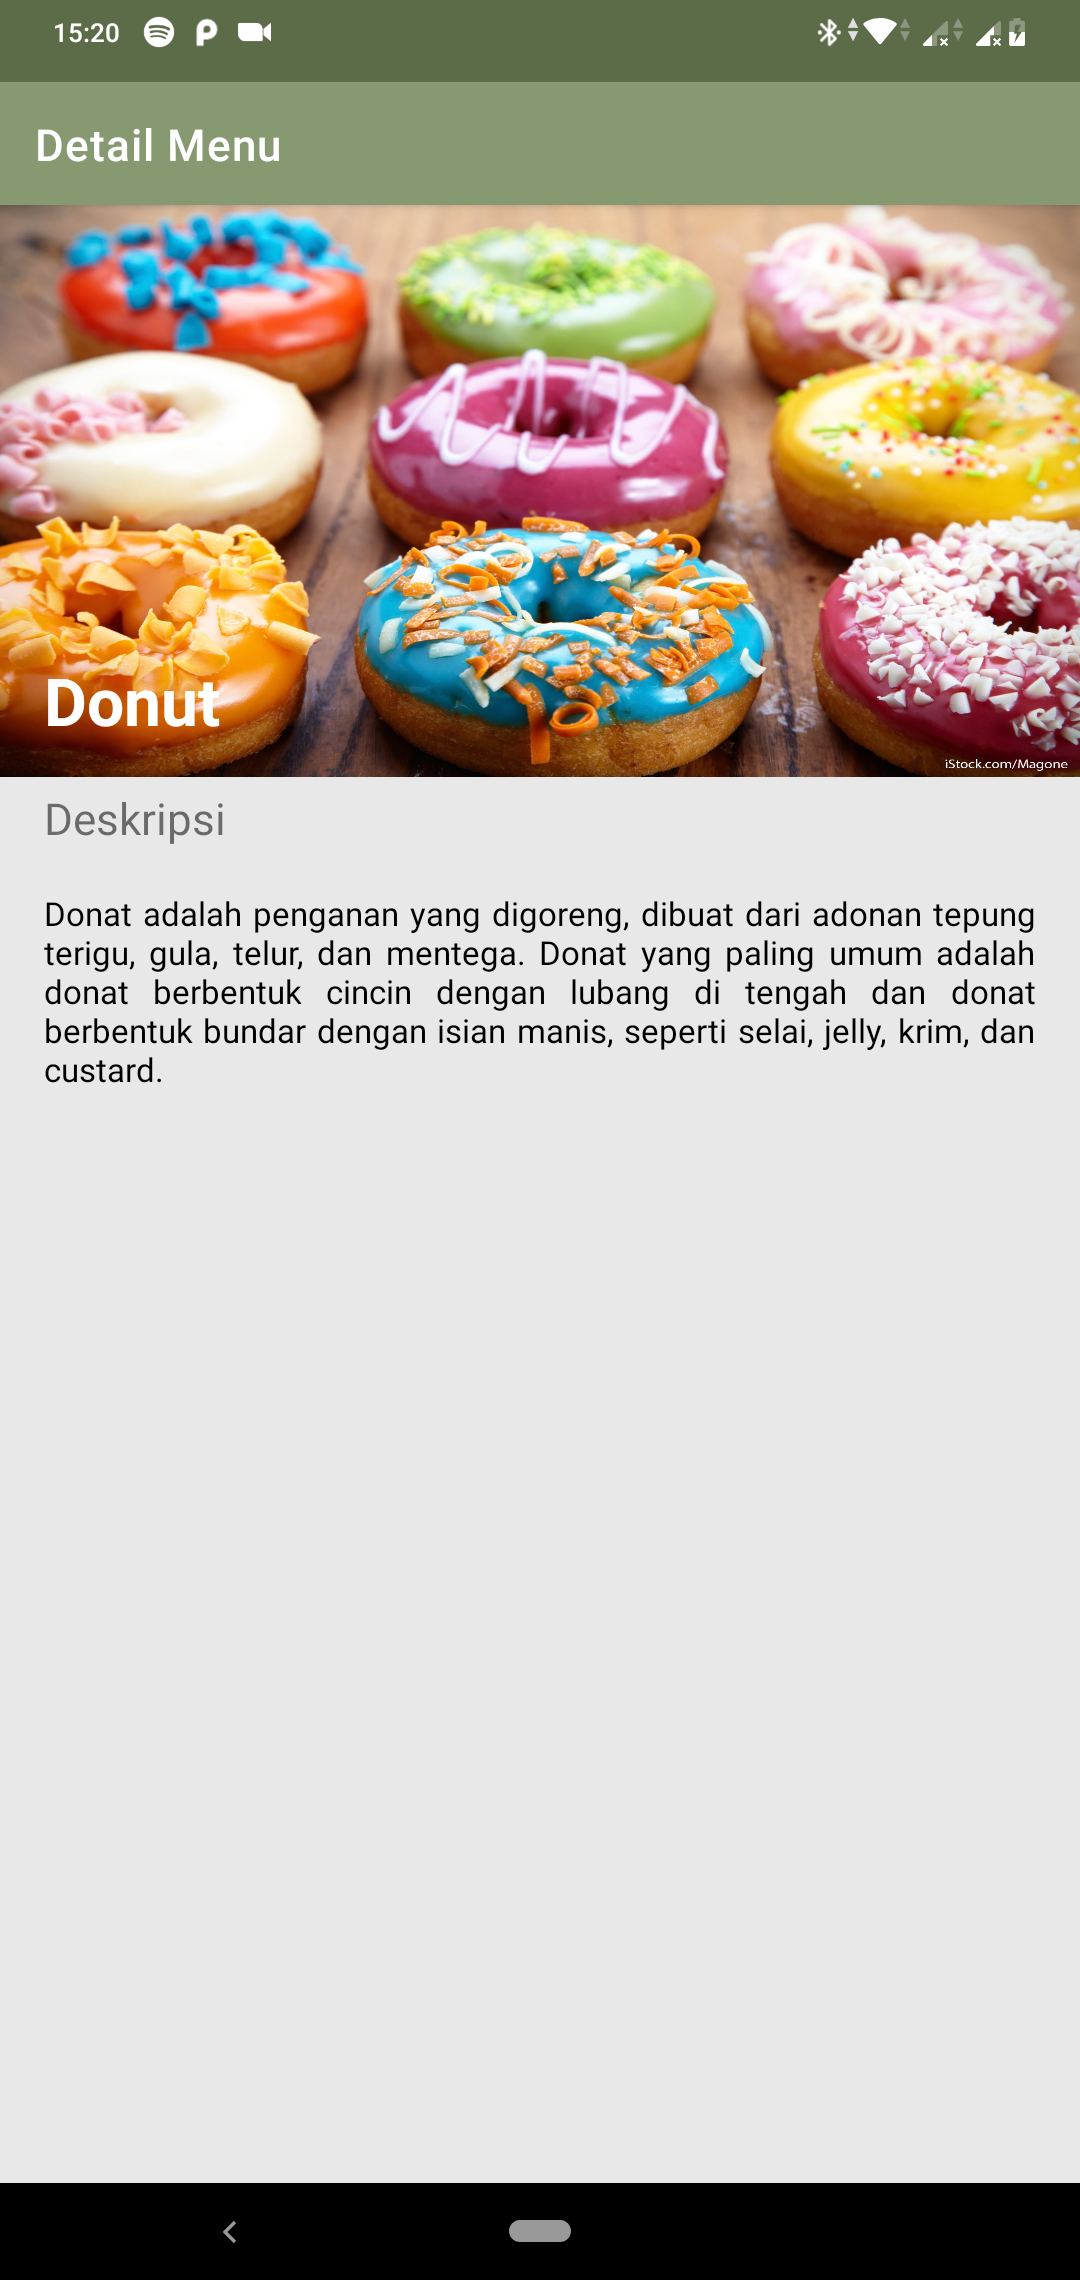 15:20
Detail Menu
Donut
iStock.com/Magone
Deskripsi
Donat adalah penganan yang digoreng, dibuat dari adonan tepung
terigu, gula, telur, dan mentega. Donat yang paling umum adalah
donat berbentuk cincin dengan lubang di tengah dan donat
berbentuk bundar dengan isian manis, seperti selai, jelly, krim, dan
custard.